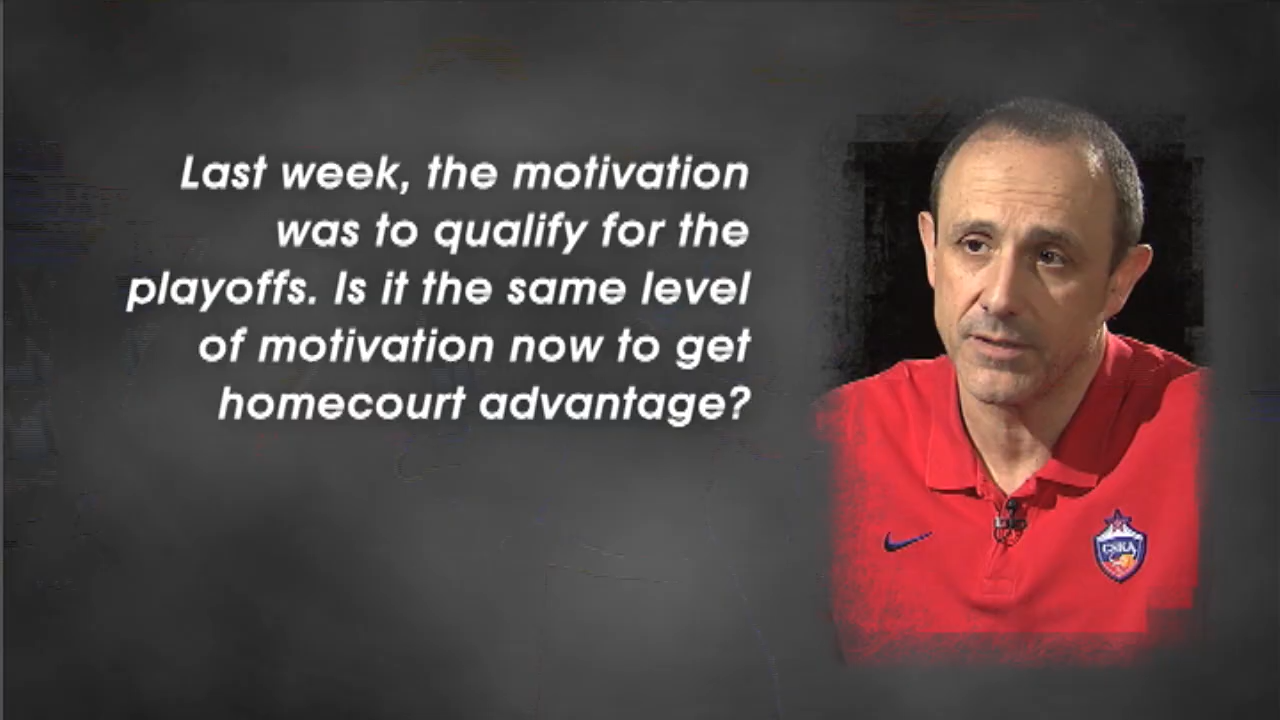 Last week, the motivation
was to qualify for the
playoffs. Is it the same level
of motivation now to get
homecourt advantage?
CSKA